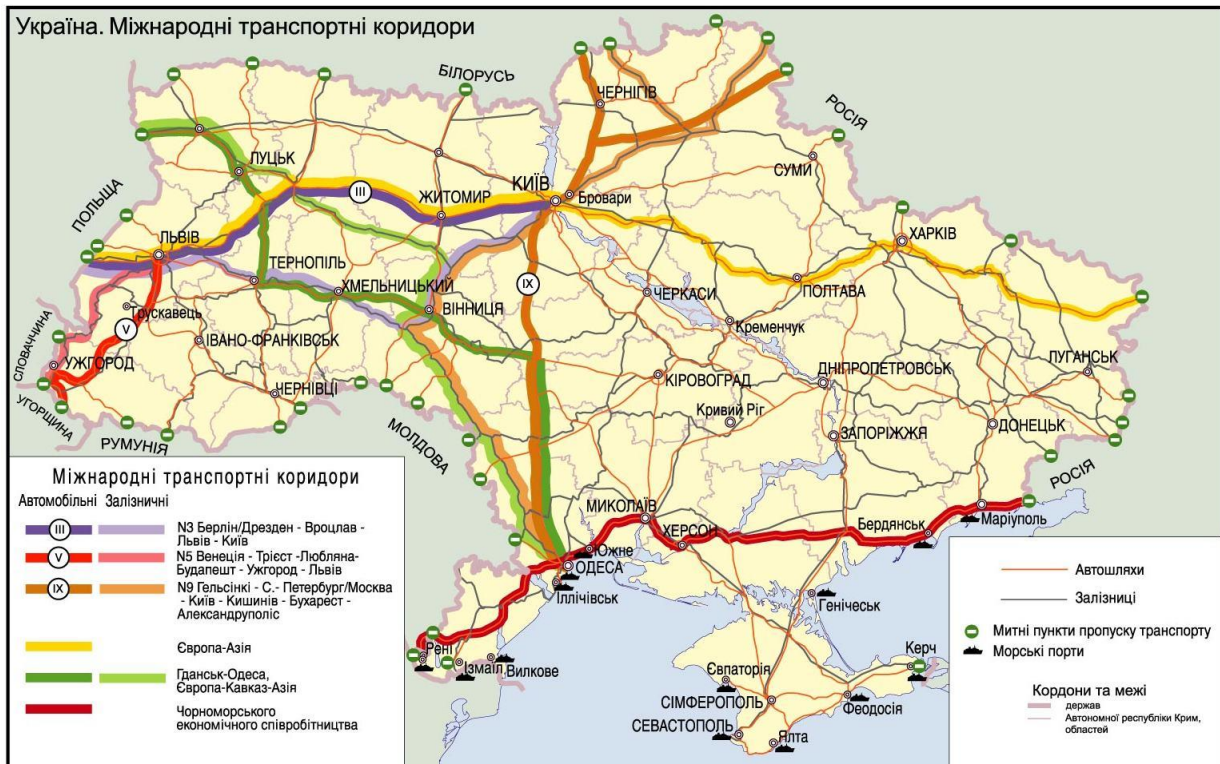 Україна. Міжнародні транспортні коридори
БІЛОРУСЬ
РОСІЯ
ЧЕРНІГІВ
СУМИ
ЛУЦЬК
КИЇВ
Бровари
ПОЛЬЩА
III
ЖИТОМИР
ЛЬВІВ
ХАРКІВ
ТЕРНОПІЛЬ
ХМЕЛЬНИЦЬКИЙ
IX
ЧЕРКАСИ
ПОЛТАВА
Трускавець
ВІННИЦЯ
Кременчук
V
СЛОВАЧЧИНА
ІВАНО-ФРАНКІВСЬК
УЖГОРОД
ЛУГАНСЬК
ЧЕРНІВЦІ
КІРОВОГРАД
ДНІПРОПЕТРОВСЬК
УГОРЩИНА
РУМУНІЯ
МОЛДОВА
Кривий Ріг
ЗАПОРІЖЖЯ
ДОНЕЦЬК
РОСІЯ
МИКОЛАЇВ
ХЕРСОН
Бердянськ
Маріуполь
Южне
ОДЕСА
Іллічівськ
Генічеськ
Рені
Ізмаїл
Вилкове
Керч
Євпаторія
СІМФЕРОПОЛЬ
Феодосія
СЕВАСТОПОЛЬ
Ялта
Міжнародні транспортні коридори
Автомобільні Залізничні
III N3 Берлін/Дрезден - Вроцлав -
Львів - Київ
V N5 Венеція - Трієст -Любляна-
Будапешт - Ужгород - Львів
IX N9 Гельсінкі - С.- Петербург/Москва
- Київ - Кишинів - Бухарест -
Александруполіс
Європа-Азія
Гданськ-Одеса,
Європа-Кавказ-Азія
Чорноморського
економічного співробітництва
Автошляхи
Залізниці
Митні пункти пропуску транспорту
Морські порти
Кордони та межі
держав
Автономної республіки Крим,
областей